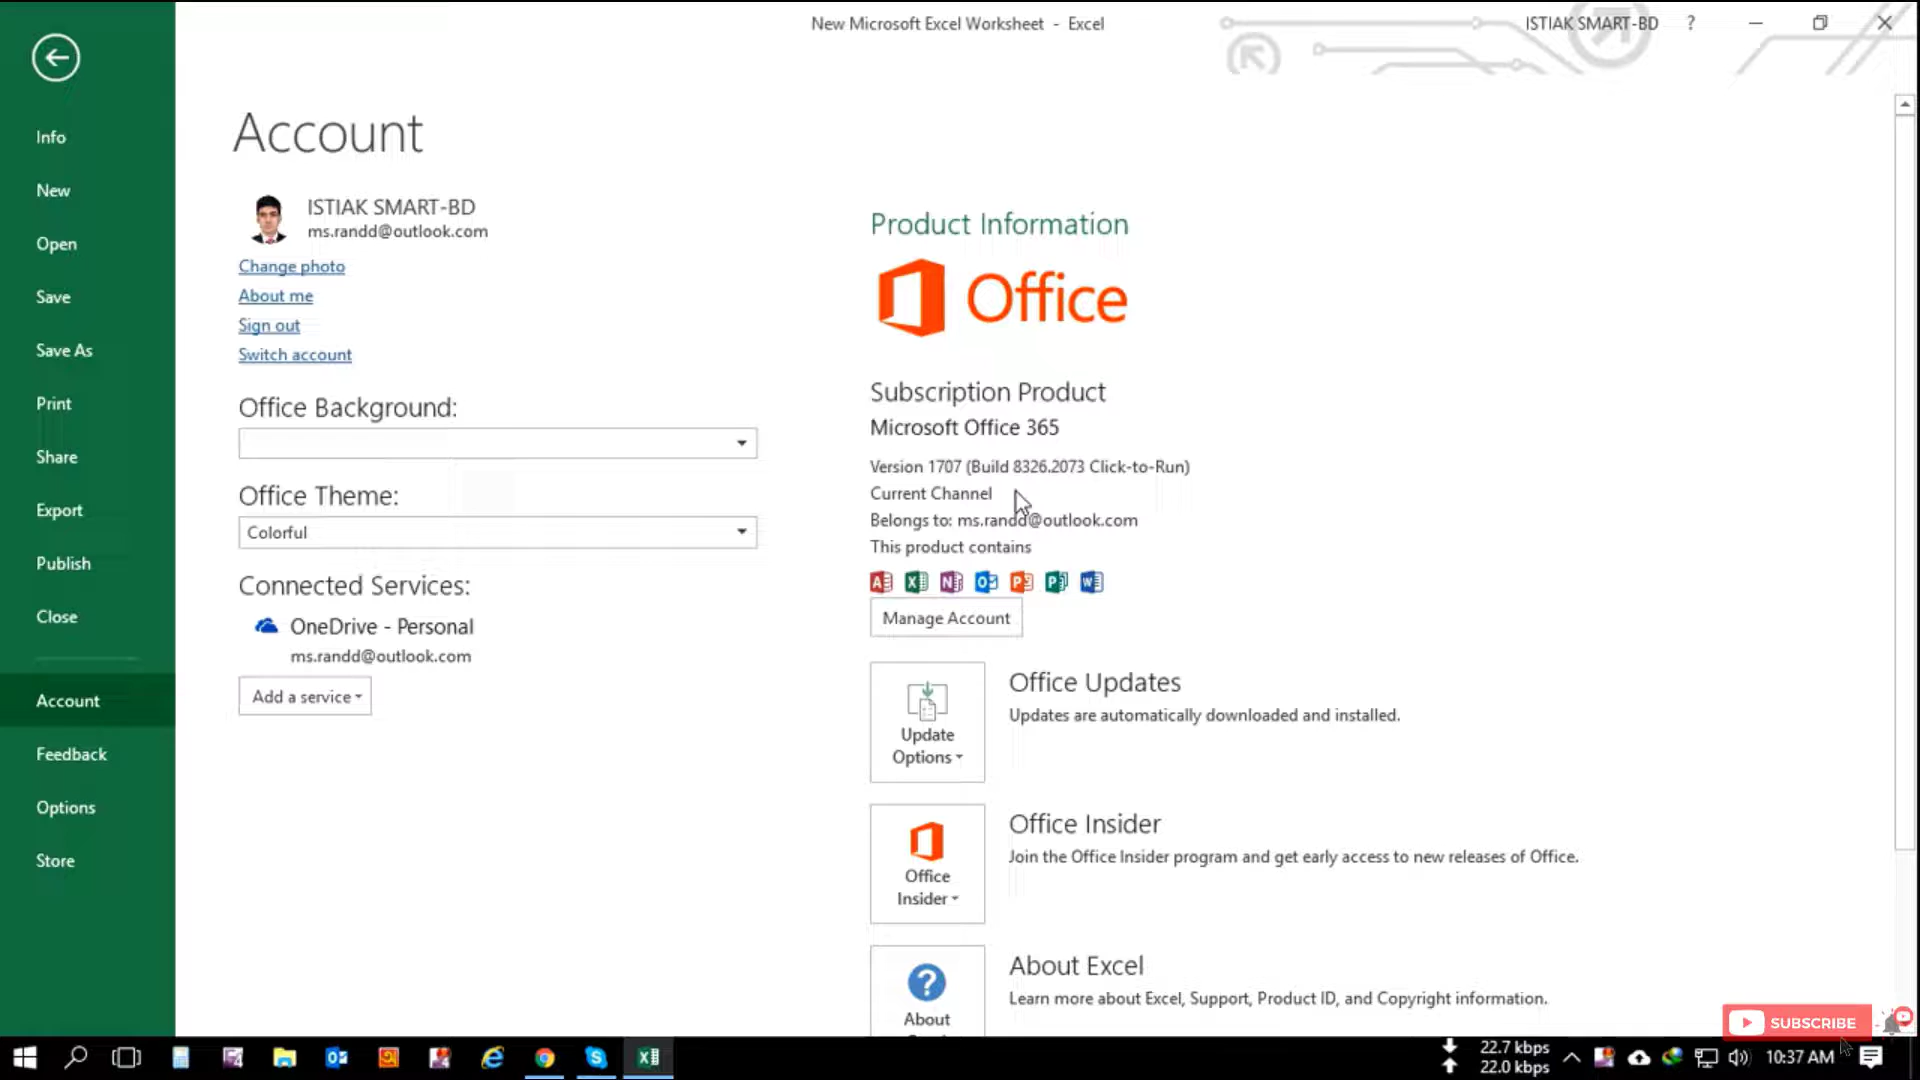 New Microsoft Excel Worksheet - Excel
ISTIAK SMART-BD
?
Info
New
Open
Save
Save As
Print
Share
Export
Publish
Close
Account
Feedback
Options
Store
Account
ISTIAK SMART-BD
ms.randd@outlook.com
Change photo
About me
Sign out
Switch account
Office Background:
Office Theme:
Colorful
Connected Services:
OneDrive - Personal
ms.randd@outlook.com
Add a service
Product Information
Office
Subscription Product
Microsoft Office 365
Version 1707 (Build 8326.2073 Click-to-Run)
Current Channel
Belongs to: ms.randd@outlook.com
This product contains
Manage Account
Update
Options
Office Updates
Updates are automatically downloaded and installed.
Office
Insider
Office Insider
Join the Office Insider program and get early access to new releases of Office.
About
About Excel
Learn more about Excel, Support, Product ID, and Copyright information.
SUBSCRIBE
22.7 kbps
22.0 kbps
10:37 AM